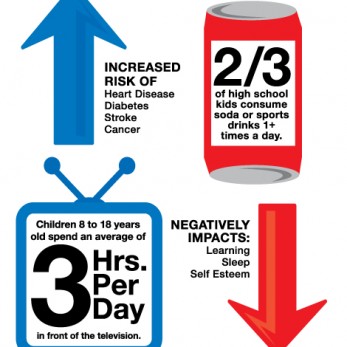 INCREASED
RISK OF
Heart Disease
Diabetes
Stroke
Cancer
2/3
of high school
kids consume
soda or sports
drinks 1+
times a day.
Children 8 to 18 years
old spend an average of
3 Hrs.
Per
Day
in front of the television.
NEGATIVELY
IMPACTS:
Learning
Sleep
Self Esteem